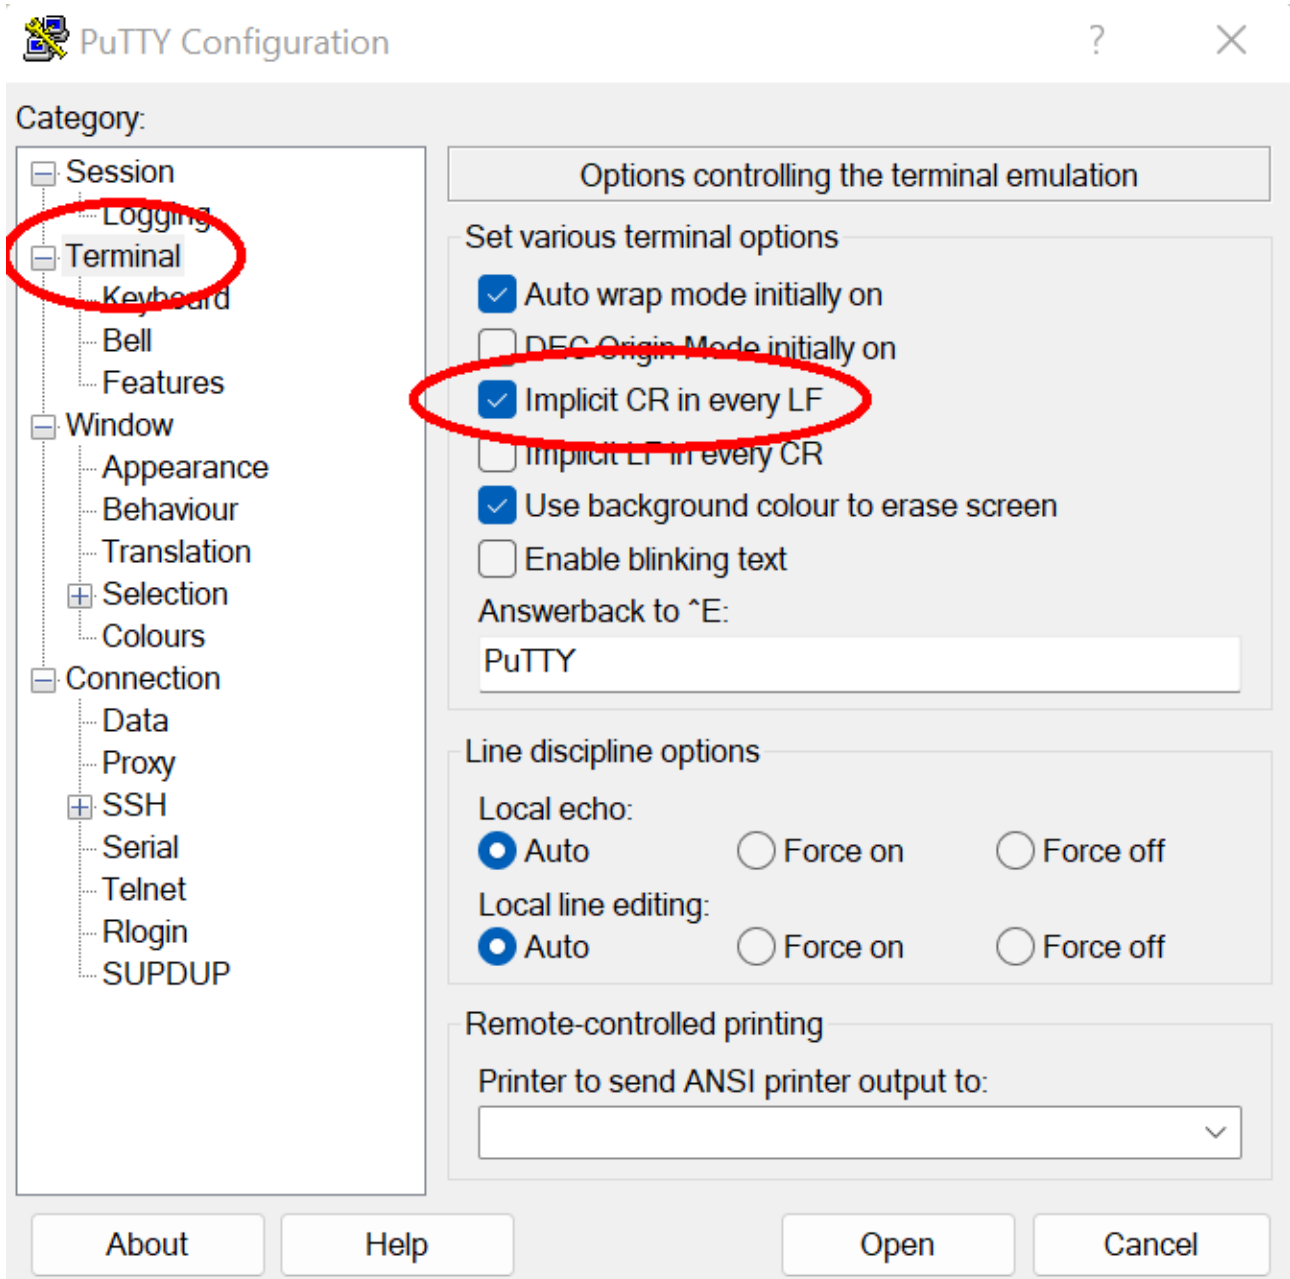 PuTTY Configuration
Category:
Session
Logging
Terminal
Keyboard
Bell
Features
Window
Appearance
Behaviour
Translation
Selection
Colours
Connection
Data
Proxy
SSH
Serial
Telnet
Rlogin
SUPDUP
Options controlling the terminal emulation
Set various terminal options
Auto wrap mode initially on
DEC Origin Mode initially on
Implicit CR in every LF
Implicit LF in every CR
Use background colour to erase screen
Enable blinking text
Answerback to ^E:
PuTTY
Line discipline options
Local echo:
Auto Force on Force off
Local line editing:
Auto Force on Force off
Remote-controlled printing
Printer to send ANSI printer output to:
About Help Open Cancel